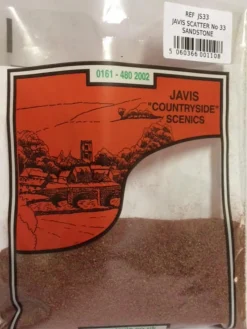 REF JS33
JAVIS SCATTER No 33
SANDSTONE
5 060366 001108
0161 - 480 2002
JAVIS
"COUNTRYSIDE"
SCENICS